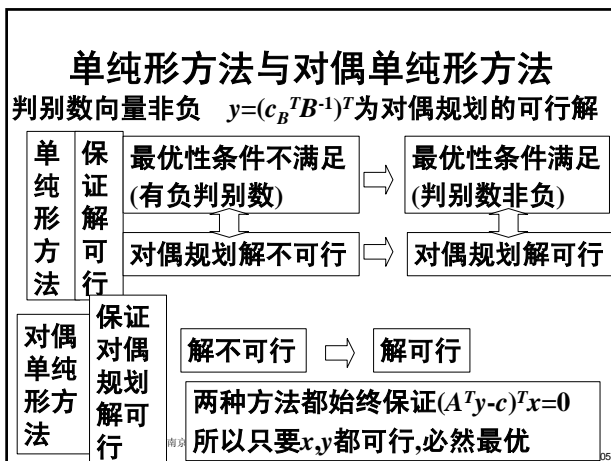 单纯形方法与对偶单纯形方法
判别数向量非负 y=(c_B^T B^{-1})^T为对偶规划的可行解
单纯形方法
保证解可行
最优性条件不满足
(有负判别数)
最优性条件满足
(判别数非负)
对偶规划解不可行
对偶规划解可行
对偶单纯形方法
保证对偶规划解可行
解不可行
解可行
两种方法都始终保证(A^T y-c)^T x=0
所以只要x,y都可行,必然最优
南京
05